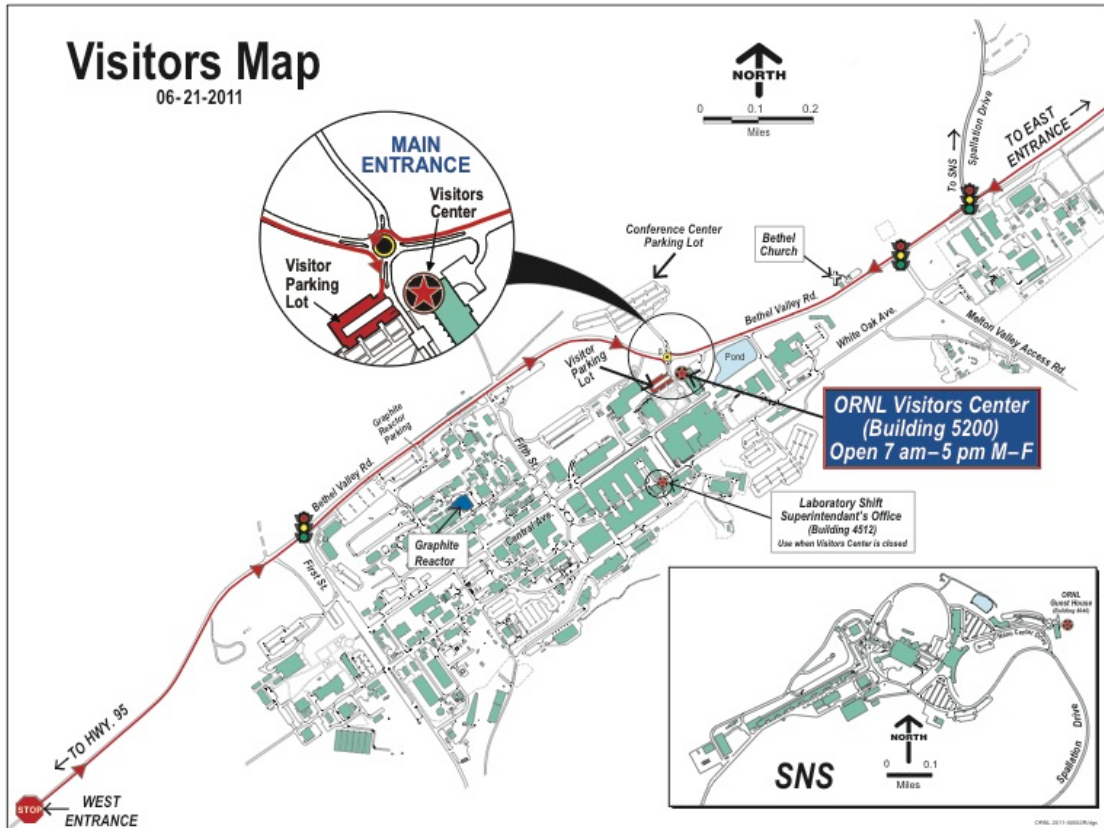 Visitors Map
06-21-2011
NORTH
0 0.1 0.2
Miles
MAIN
ENTRANCE
Visitors
Center
Visitor
Parking
Lot
Conference Center
Parking Lot
Bethel
Church
To SNS
Spallation Drive
TO EAST
ENTRANCE
Bethel Valley Rd.
White Oak Ave.
Melton Valley Access Rd.
Pond
Visitor
Parking
Lot
ORNL Visitors Center
(Building 5200)
Open 7 am–5 pm M–F
Graphite
Reactor
Parking
Fifth St.
Bethel Valley Rd.
Central Ave.
Graphite
Reactor
First St.
Laboratory Shift
Superintendant's Office
(Building 4512)
Use when Visitors Center is closed
TO HWY. 95
STOP
WEST
ENTRANCE
ORNL
Guest House
Spallation Drive
NORTH
0 0.1
Miles
SNS